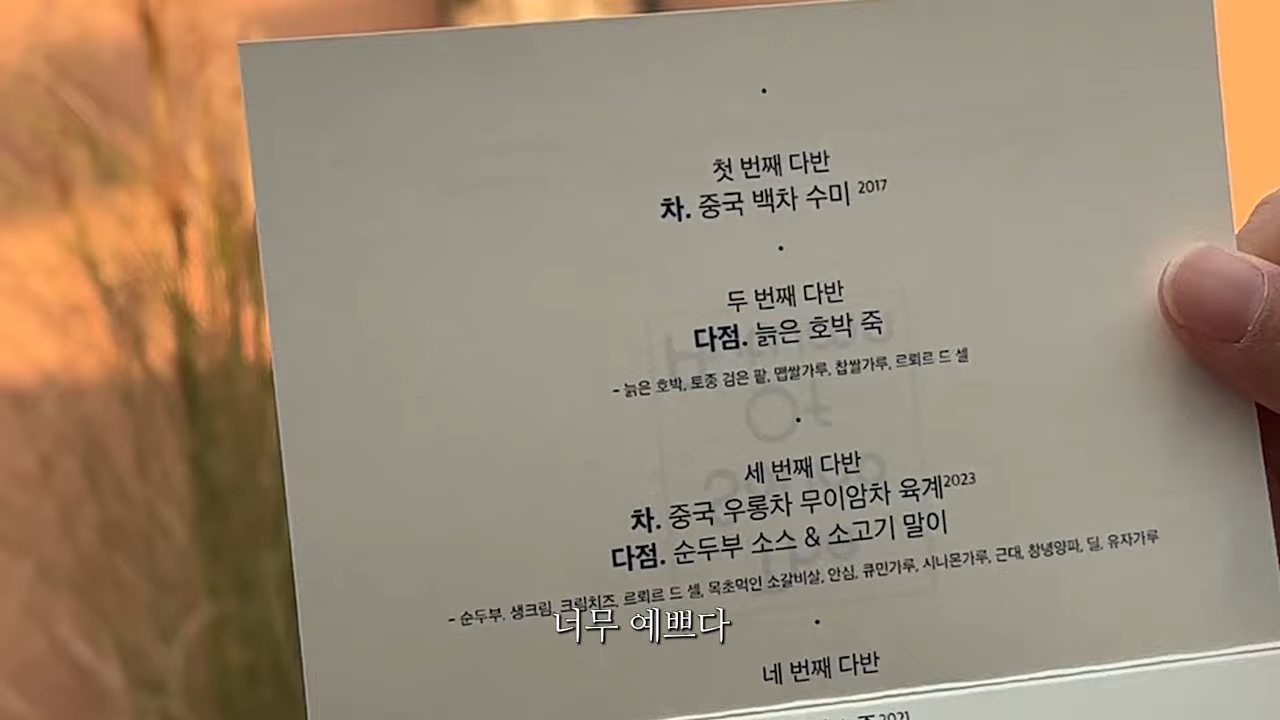 첫 번째 다반
차. 중국 백차 수미 2017
두 번째 다반
다점. 늙은 호박 죽
- 늙은 호박, 토종 검은 팥, 맵쌀가루, 찹쌀가루, 르뢰르 드 셀
세 번째 다반
차. 중국 우롱차 무이암차 육계2023
다점. 순두부 소스 & 소고기 말이
- 순두부, 생크림, 크림치즈, 르뢰르 드 셀, 목초먹인 소갈비살, 안심, 큐민가루, 시나몬가루, 근대, 창녕양파, 딜, 유자가루
너무 예쁘다
네 번째 다반
2021